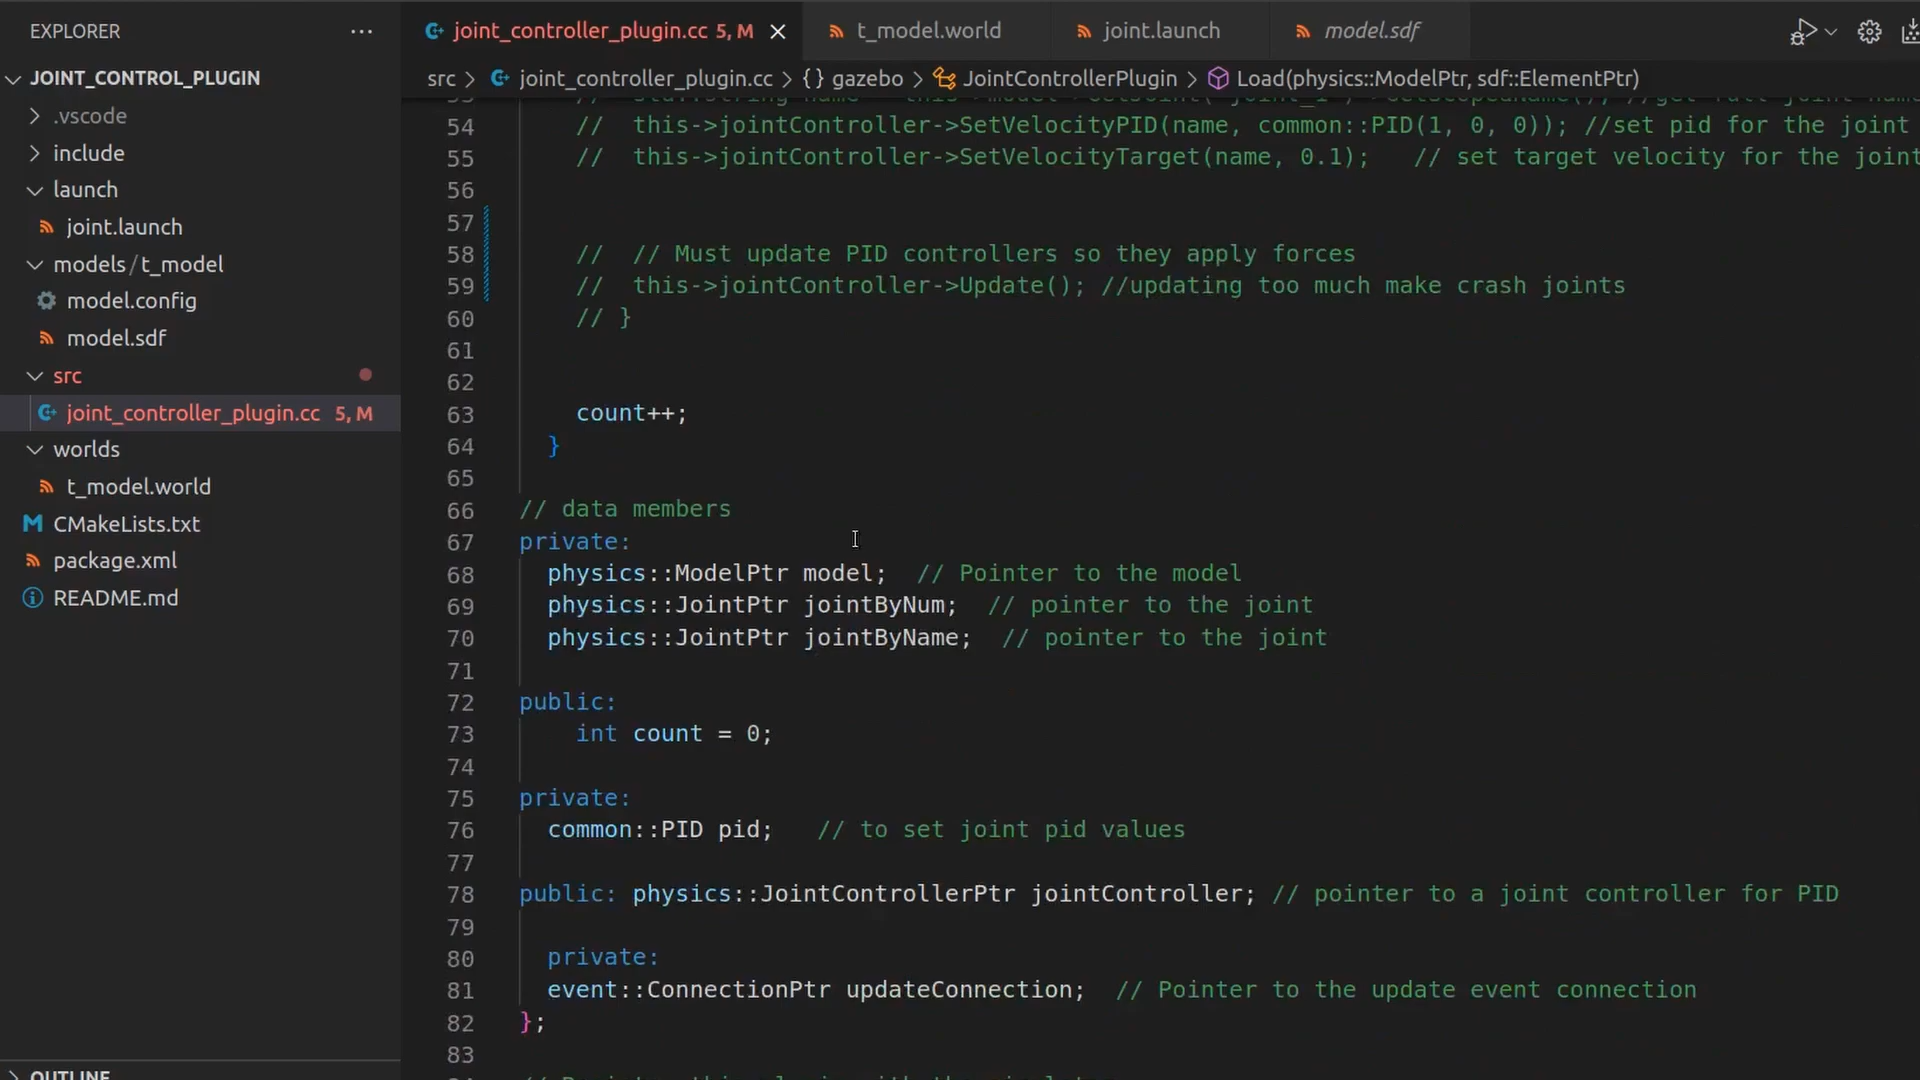 EXPLORER
JOINT_CONTROL_PLUGIN
.vscode
include
launch
joint.launch
models/t_model
model.config
model.sdf
src
joint_controller_plugin.cc 5, M
worlds
t_model.world
CMakeLists.txt
package.xml
README.md
OUTLINE
joint_controller_plugin.cc 5, M t_model.world joint.launch model.sdf
src > joint_controller_plugin.cc > {} gazebo > JointControllerPlugin > Load(physics::ModelPtr, sdf::ElementPtr)
54 // this->jointController->SetVelocityPID(name, common::PID(1, 0, 0)); //set pid for the joint
55 // this->jointController->SetVelocityTarget(name, 0.1); // set target velocity for the joint
56
57
58 // // Must update PID controllers so they apply forces
59 // this->jointController->Update(); //updating too much make crash joints
60 // }
61
62
63 count++;
64 }
65
66 // data members
67 private:
68 physics::ModelPtr model; // Pointer to the model
69 physics::JointPtr jointByNum; // pointer to the joint
70 physics::JointPtr jointByName; // pointer to the joint
71
72 public:
73 int count = 0;
74
75 private:
76 common::PID pid; // to set joint pid values
77
78 public: physics::JointControllerPtr jointController; // pointer to a joint controller for PID
79
80 private:
81 event::ConnectionPtr updateConnection; // Pointer to the update event connection
82 };
83